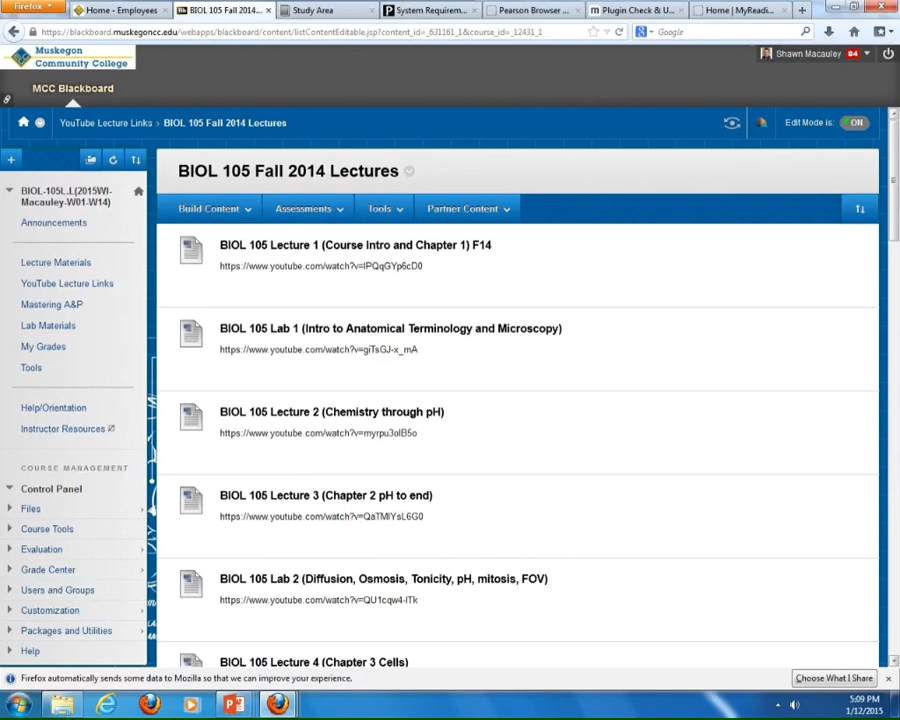 Firefox
Home - Employees
BIOL 105 Fall 2014...
Study Area
System Requirem...
Pearson Browser ...
Plugin Check & U...
Home | MyReadi...
https://blackboard.muskegoncc.edu/webapps/blackboard/content/listContentEditable.jsp?content_id=_631161_1&course_id=_12431_1
Google
Muskegon
Community College
Shawn Macauley 84
MCC Blackboard
YouTube Lecture Links > BIOL 105 Fall 2014 Lectures
Edit Mode is: ON
BIOL-105L.L(2015WI-
Macauley-W01-W14)
Announcements
Lecture Materials
YouTube Lecture Links
Mastering A&P
Lab Materials
My Grades
Tools
Help/Orientation
Instructor Resources
COURSE MANAGEMENT
Control Panel
Files
Course Tools
Evaluation
Grade Center
Users and Groups
Customization
Packages and Utilities
Help
BIOL 105 Fall 2014 Lectures
Build Content Assessments Tools Partner Content
BIOL 105 Lecture 1 (Course Intro and Chapter 1) F14
https://www.youtube.com/watch?v=IPQqGYp6cD0
BIOL 105 Lab 1 (Intro to Anatomical Terminology and Microscopy)
https://www.youtube.com/watch?v=giTsGJ-x_mA
BIOL 105 Lecture 2 (Chemistry through pH)
https://www.youtube.com/watch?v=myrpu3olB5o
BIOL 105 Lecture 3 (Chapter 2 pH to end)
https://www.youtube.com/watch?v=QaTMlYsL6G0
BIOL 105 Lab 2 (Diffusion, Osmosis, Tonicity, pH, mitosis, FOV)
https://www.youtube.com/watch?v=QU1cqw4-lTk
BIOL 105 Lecture 4 (Chapter 3 Cells)
Firefox automatically sends some data to Mozilla so that we can improve your experience.
Choose What I Share
5:09 PM
1/12/2015